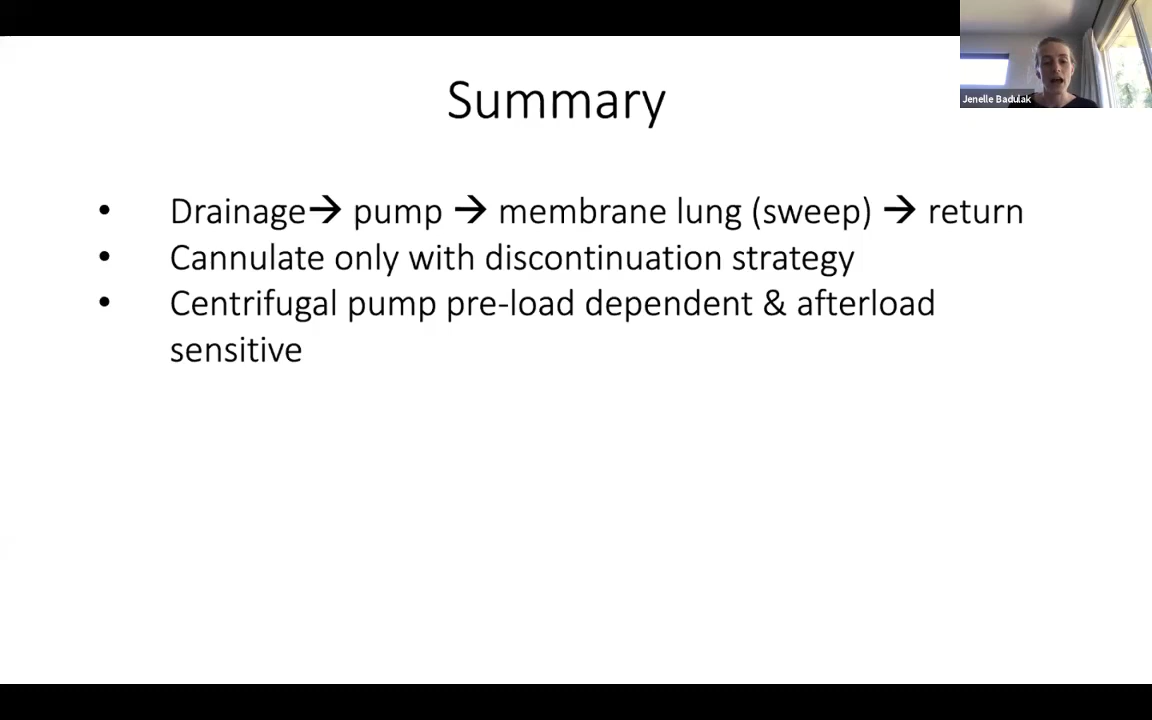 Jenelle Badulak
Summary
• Drainage→ pump → membrane lung (sweep) → return
• Cannulate only with discontinuation strategy
• Centrifugal pump pre-load dependent & afterload
sensitive